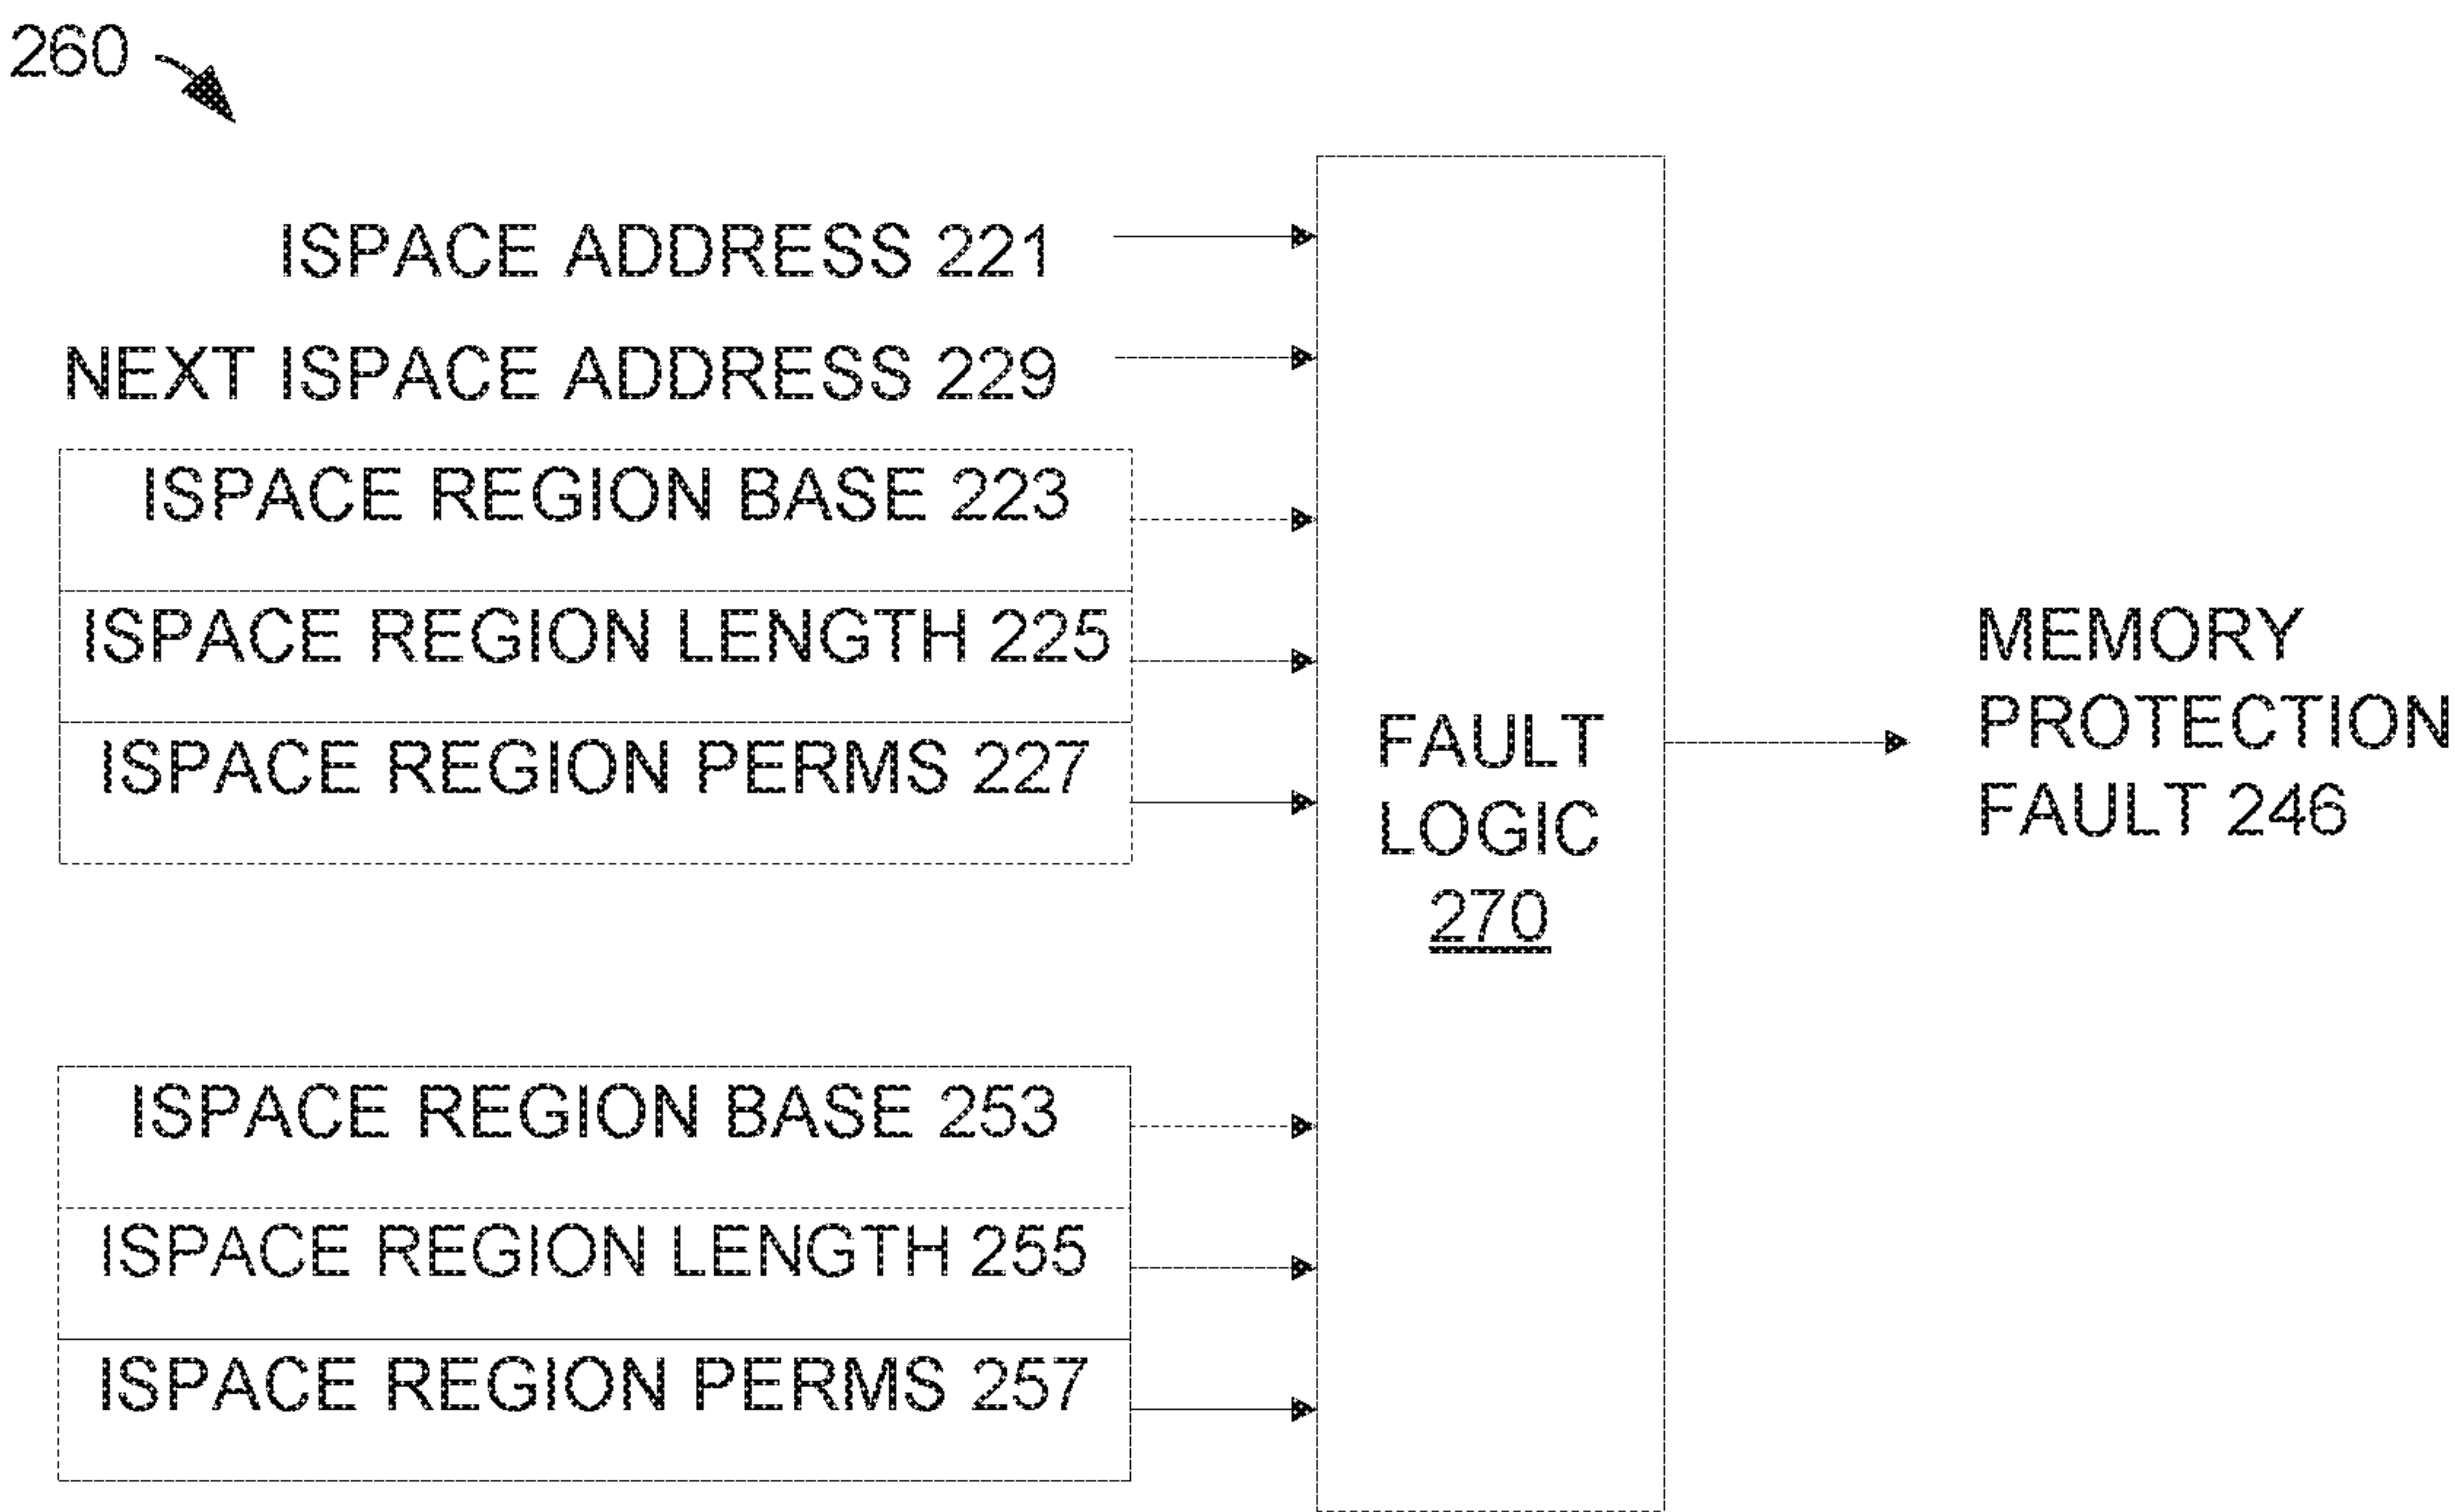 260
ISPACE ADDRESS 221
NEXT ISPACE ADDRESS 229
ISPACE REGION BASE 223
ISPACE REGION LENGTH 225
ISPACE REGION PERMS 227
FAULT
LOGIC
270
MEMORY
PROTECTION
FAULT 246
ISPACE REGION BASE 253
ISPACE REGION LENGTH 255
ISPACE REGION PERMS 257